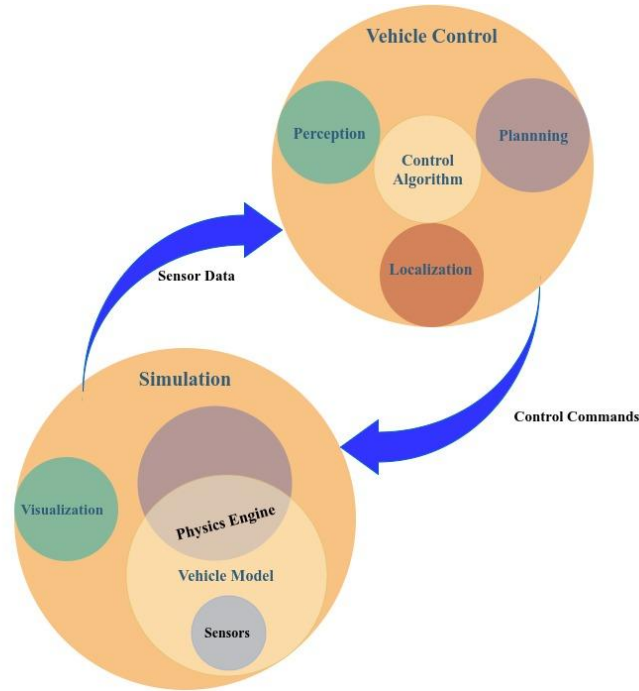 Vehicle Control
Perception
Plannning
Control
Algorithm
Localization
Sensor Data
Control Commands
Simulation
Visualization
Physics Engine
Vehicle Model
Sensors